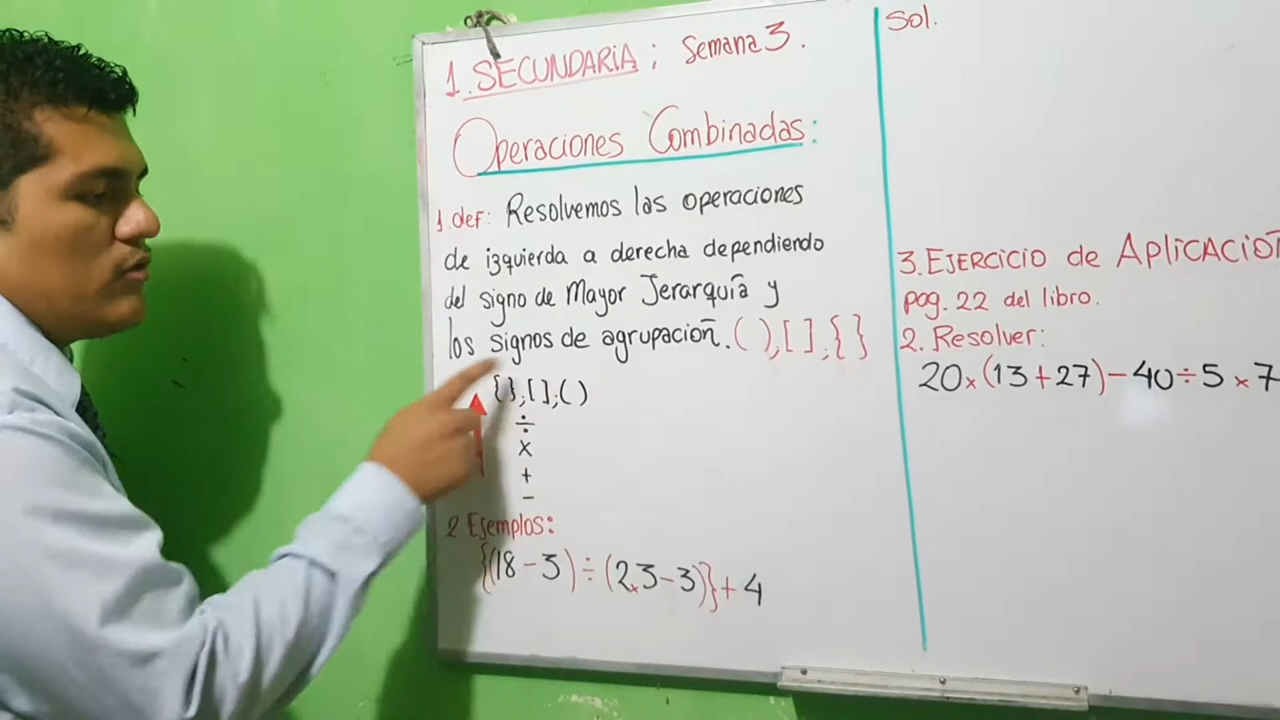 1. SECUNDARIA : Semana 3.
Operaciones Combinadas:
1.def: Resolvemos las operaciones
de izquierda a derecha dependiendo
del signo de Mayor Jerarquía y
los signos de agrupación. ( ),[ ],{ }
{ };[ ];( )
÷
x
+
-
2 Ejemplos:
{(18-3)÷(2x3-3)}+4
Sol.
3. EJERCICIO de APLICACION
pag. 22 del libro.
2. Resolver:
20x(13+27)-40÷5x7